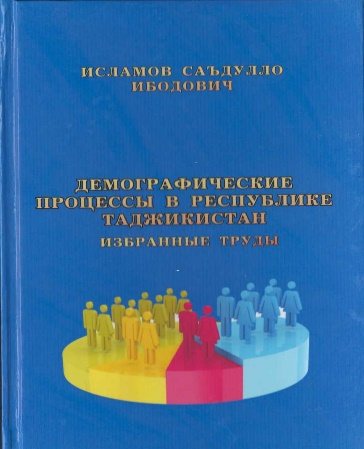 ИСЛАМОВ САЪДУЛЛО
ИБОДОВИЧ
ДЕМОГРАФИЧЕСКИЕ
ПРОЦЕССЫ В РЕСПУБЛИКЕ
ТАДЖИКИСТАН
ИЗБРАННЫЕ ТРУДЫ